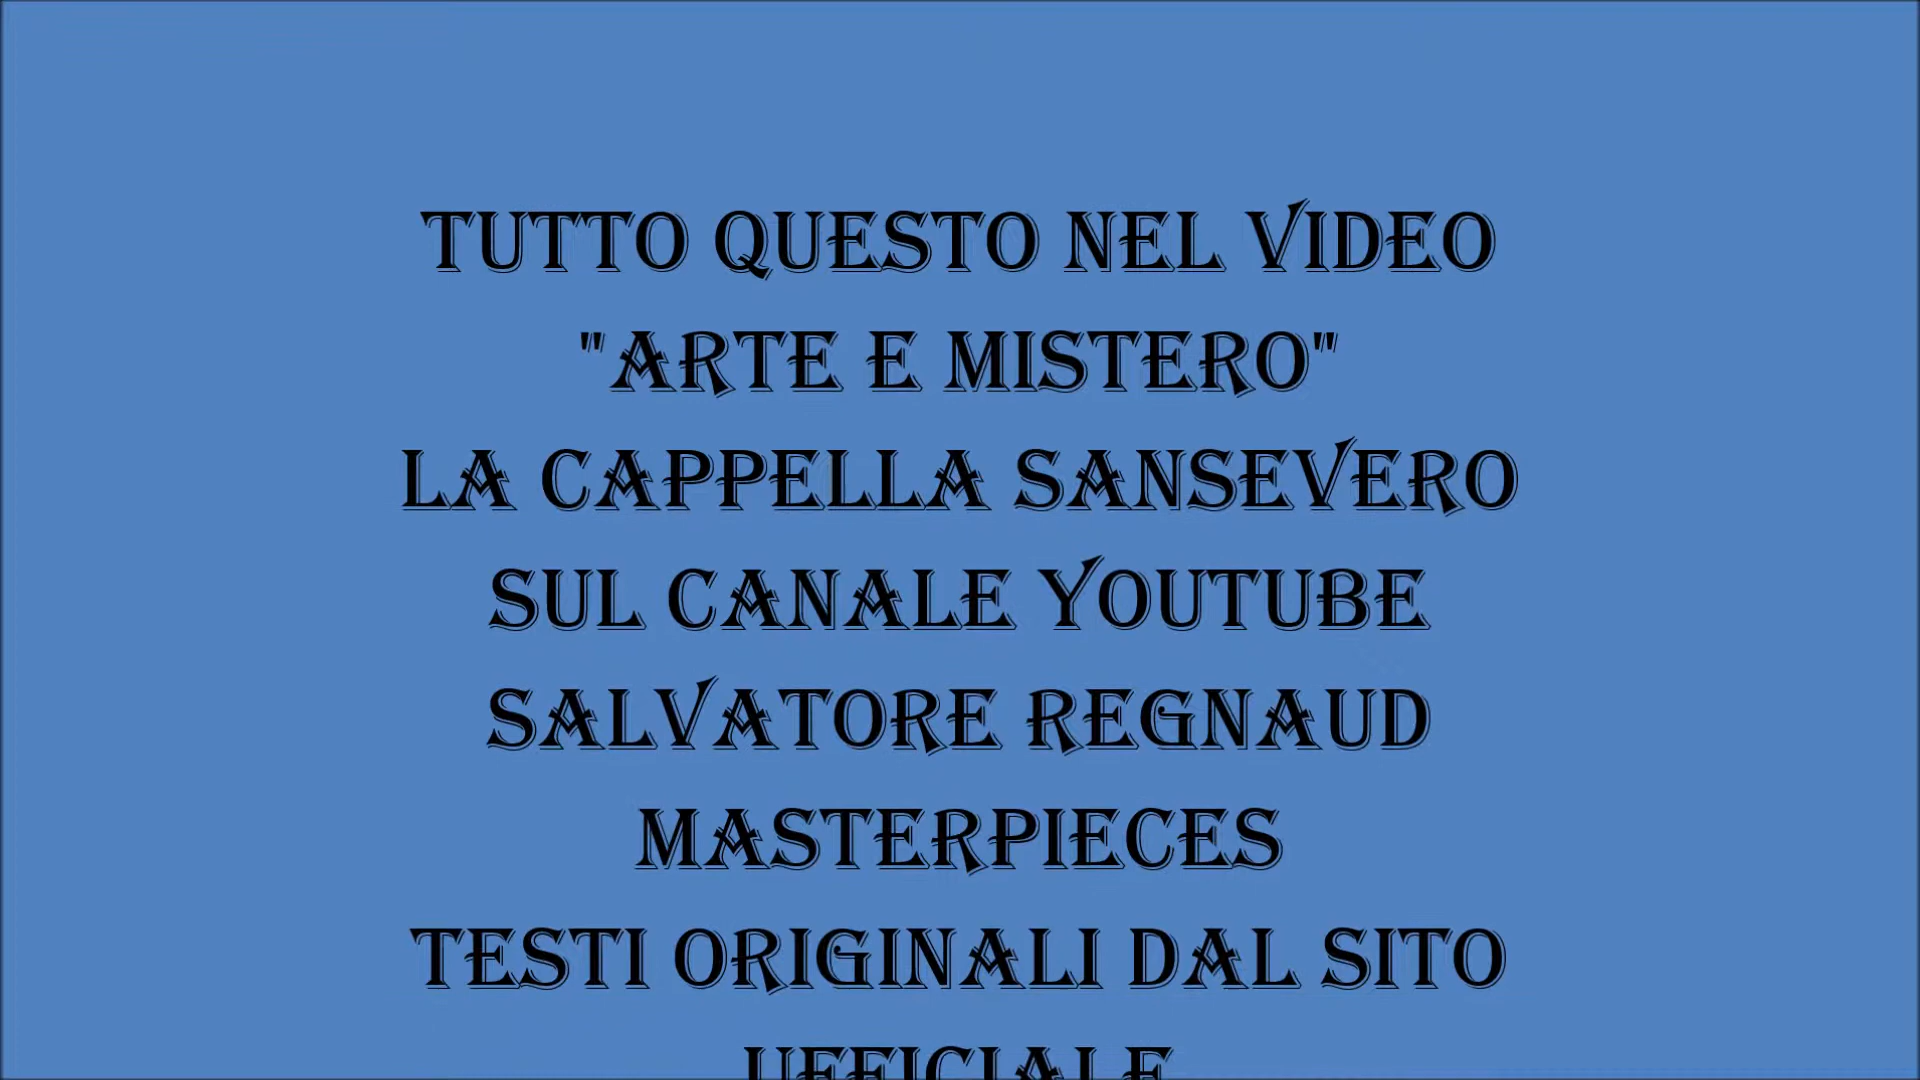 TUTTO QUESTO NEL VIDEO
"ARTE E MISTERO"
LA CAPPELLA SANSEVERO
SUL CANALE YOUTUBE
SALVATORE REGNAUD
MASTERPIECES
TESTI ORIGINALI DAL SITO
UFFICIALE